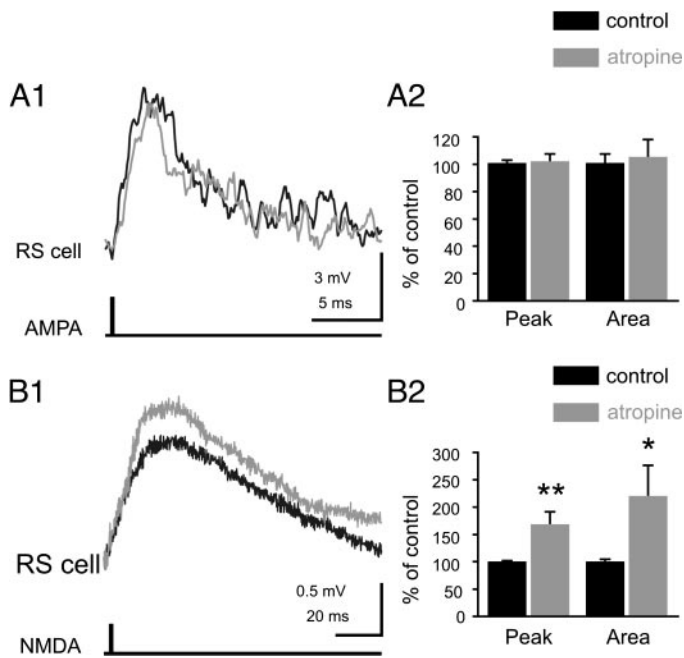 control
atropine
A1
A2
RS cell
3 mV
5 ms
AMPA
% of control
120
100
80
60
40
20
0
Peak Area
B1
B2
control
atropine
RS cell
0.5 mV
20 ms
NMDA
% of control
300
250
200
150
100
50
0
**
*
Peak Area